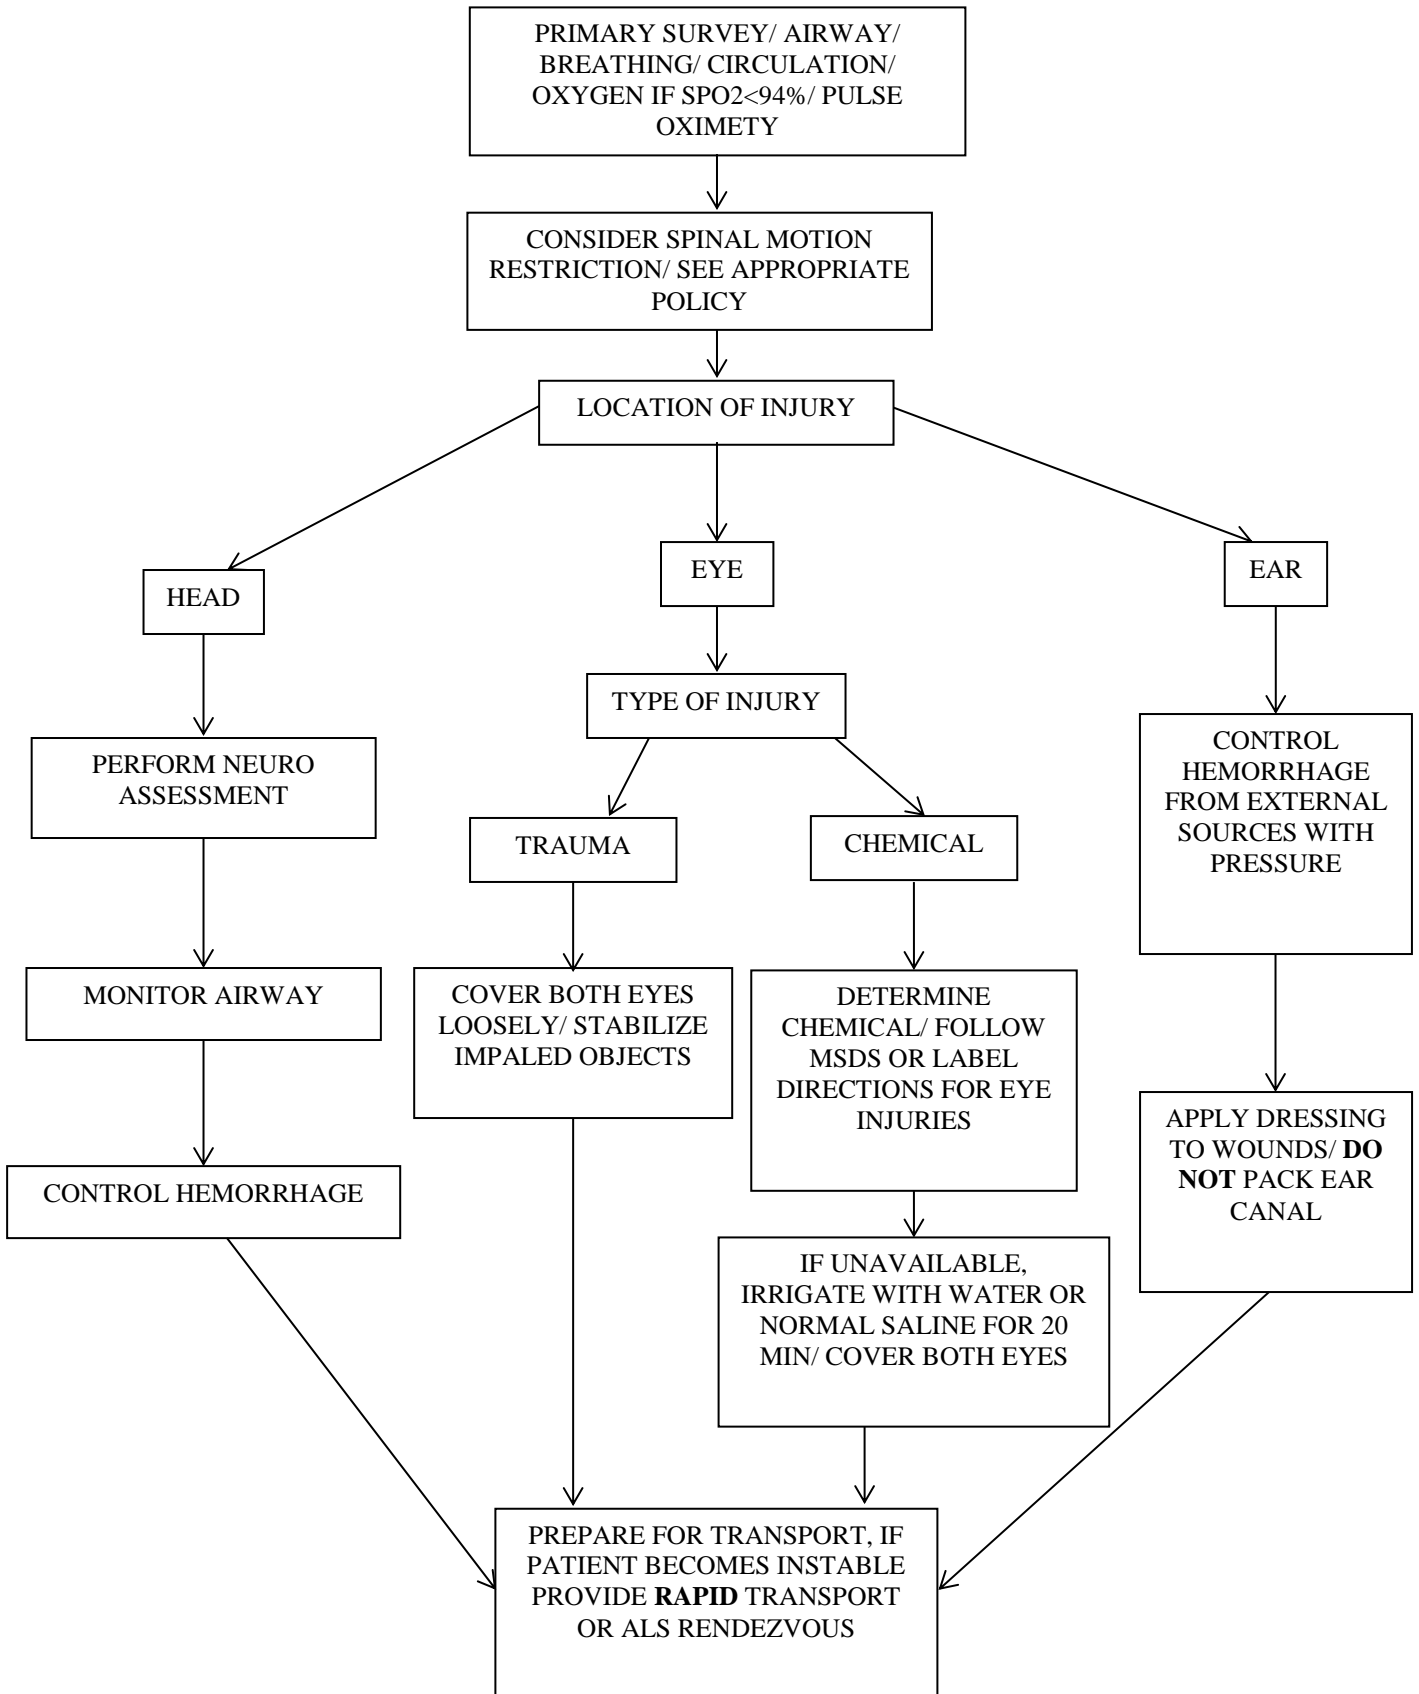 PRIMARY SURVEY/ AIRWAY/
BREATHING/ CIRCULATION/
OXYGEN IF SPO2<94%/ PULSE
OXIMETY
CONSIDER SPINAL MOTION
RESTRICTION/ SEE APPROPRIATE
POLICY
LOCATION OF INJURY
HEAD
EYE
EAR
TYPE OF INJURY
PERFORM NEURO
ASSESSMENT
TRAUMA
CHEMICAL
CONTROL
HEMORRHAGE
FROM EXTERNAL
SOURCES WITH
PRESSURE
MONITOR AIRWAY
COVER BOTH EYES
LOOSELY/ STABILIZE
IMPALED OBJECTS
DETERMINE
CHEMICAL/ FOLLOW
MSDS OR LABEL
DIRECTIONS FOR EYE
INJURIES
APPLY DRESSING
TO WOUNDS/ DO
NOT PACK EAR
CANAL
CONTROL HEMORRHAGE
IF UNAVAILABLE,
IRRIGATE WITH WATER OR
NORMAL SALINE FOR 20
MIN/ COVER BOTH EYES
PREPARE FOR TRANSPORT, IF
PATIENT BECOMES INSTABLE
PROVIDE RAPID TRANSPORT
OR ALS RENDEZVOUS